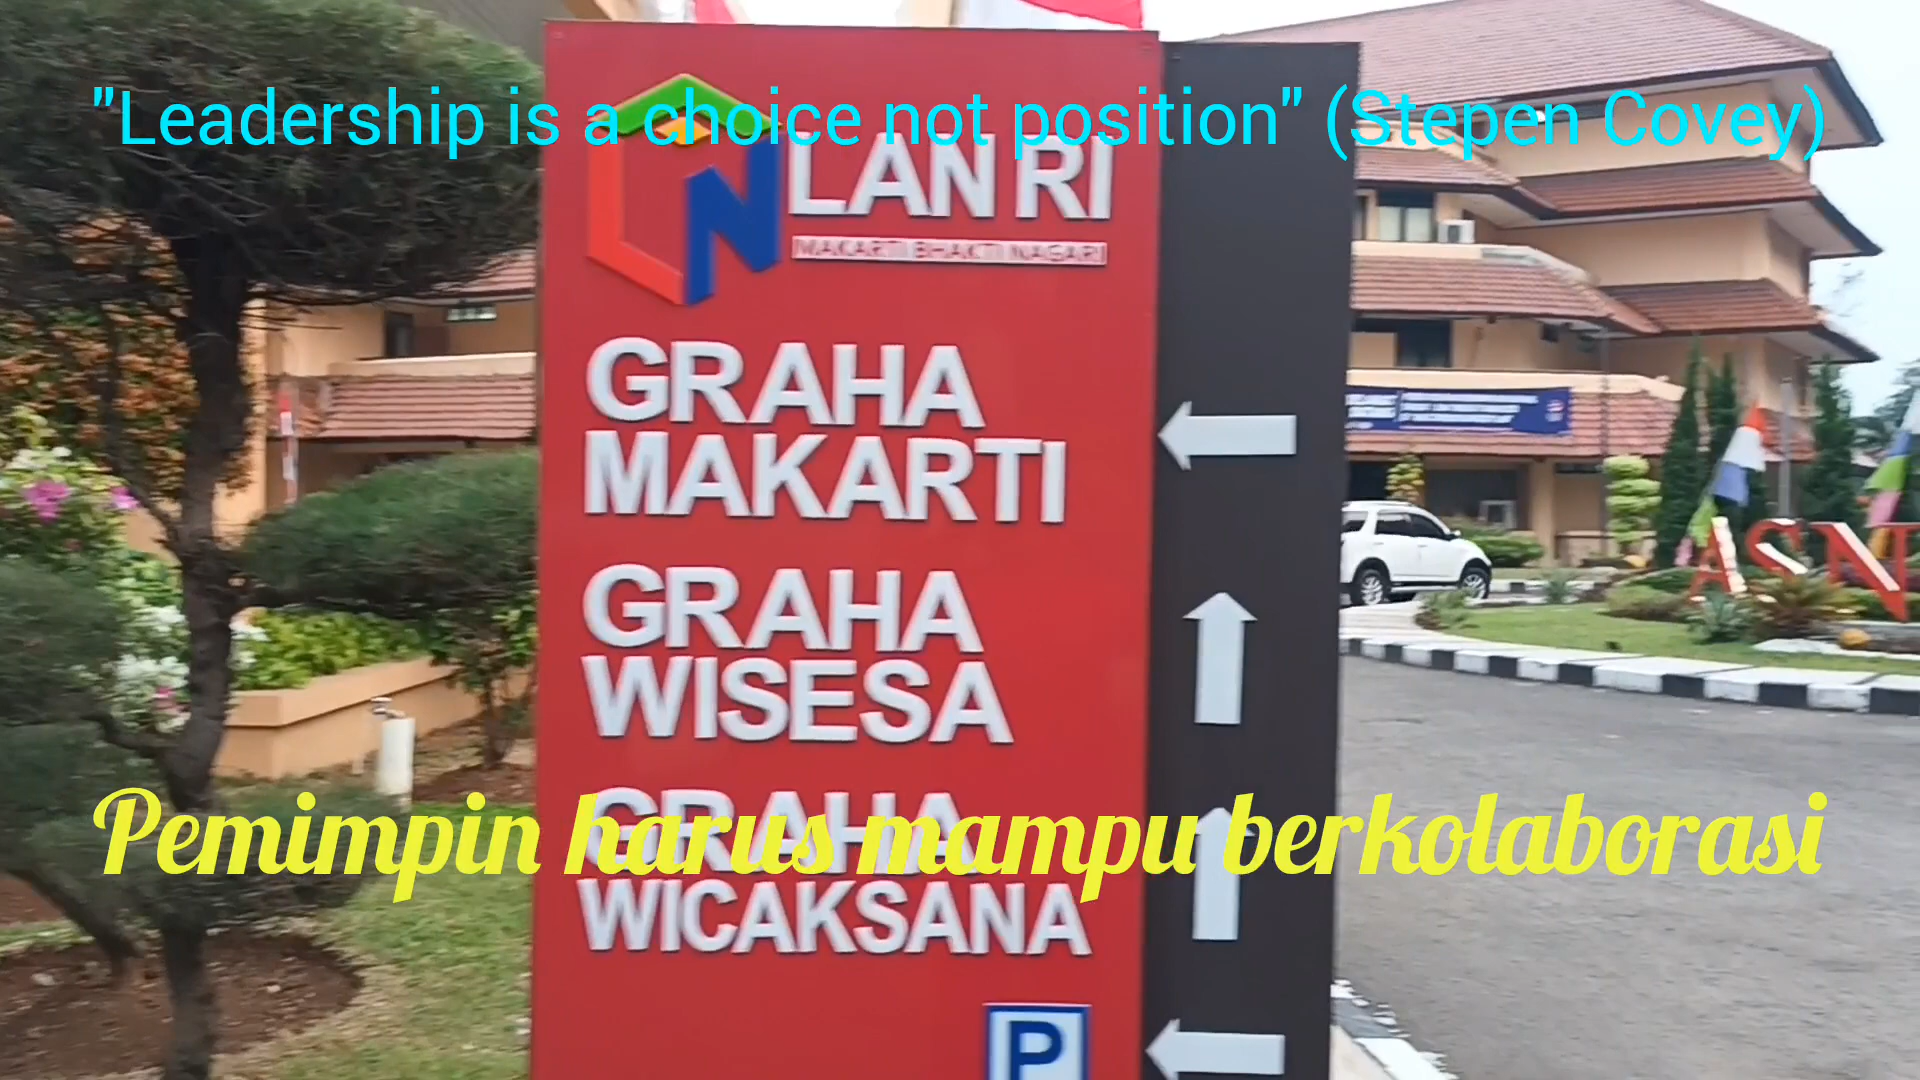 "Leadership is a choice not position" (Stepen Covey)
LAN RI
MAKARTI BHAKTI NAGARI
GRAHA
MAKARTI
GRAHA
WISESA
GRAHA
Pemimpin harus mampu berkolaborasi
WICAKSANA
P
ASN